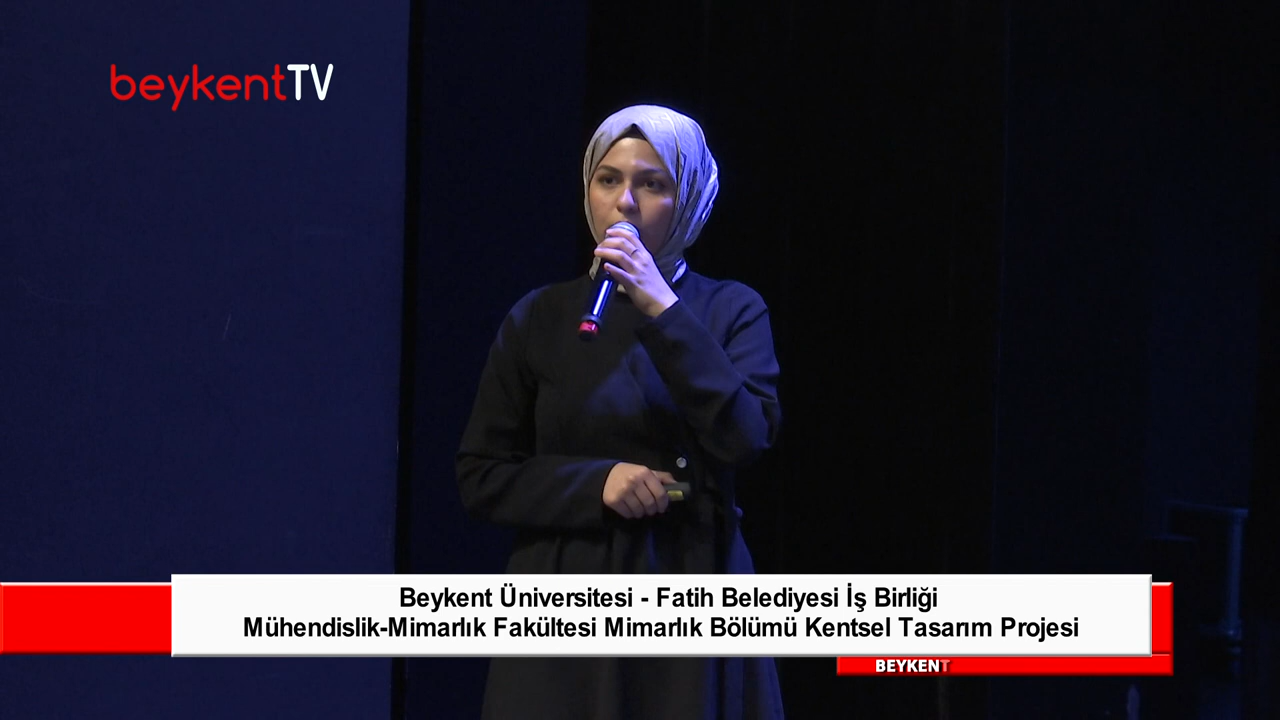 beykentTV
Beykent Üniversitesi - Fatih Belediyesi İş Birliği
Mühendislik-Mimarlık Fakültesi Mimarlık Bölümü Kentsel Tasarım Projesi
BEYKENT